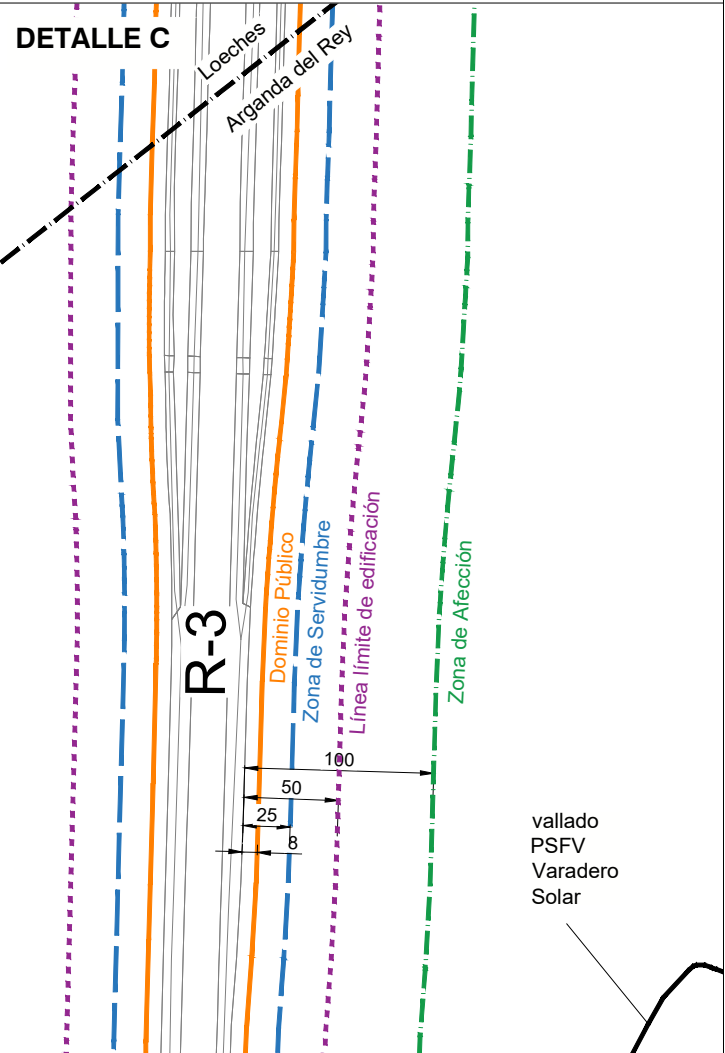 DETALLE C
Loeches
Arganda del Rey
R-3
Dominio Público
Zona de Servidumbre
Línea límite de edificación
Zona de Afección
100
50
25
8
vallado
PSFV
Varadero
Solar